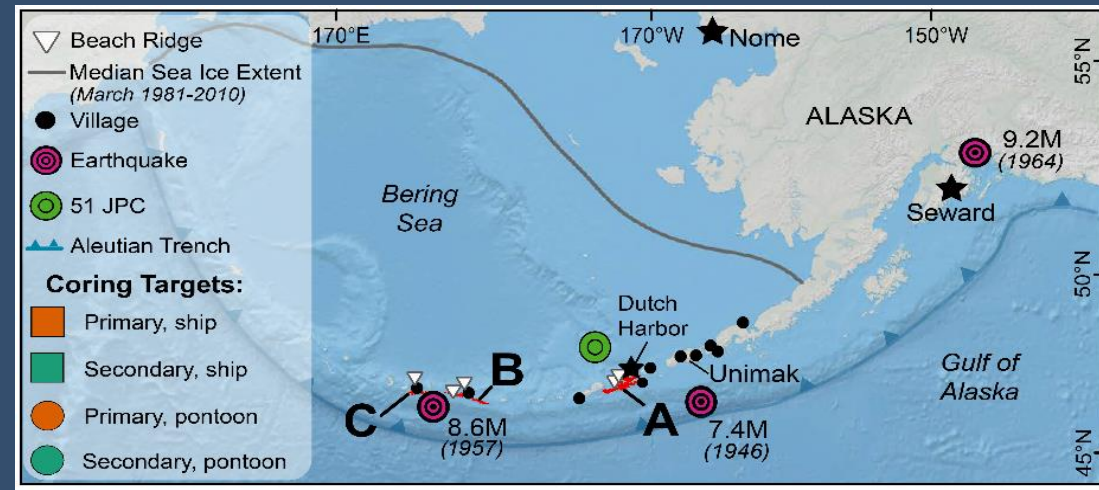 Beach Ridge
Median Sea Ice Extent
(March 1981-2010)
Village
Earthquake
51 JPC
Aleutian Trench
Coring Targets:
Primary, ship
Secondary, ship
Primary, pontoon
Secondary, pontoon
170°E
170°W
150°W
Nome
55°N
ALASKA
9.2M
(1964)
Seward
Bering
Sea
50°N
Dutch
Harbor
Unimak
Gulf of
Alaska
B
C
A
8.6M
(1957)
7.4M
(1946)
45°N